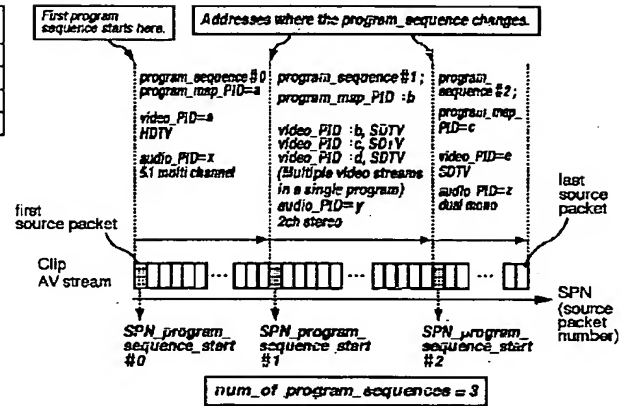 First program
sequence starts here.
Addresses where the program_sequence changes.
program_sequence #0
program_map_PID=a
video_PID=a
HDTV
audio_PID=x
5.1 multi channel
program_sequence #1 ;
program_map_PID :b
video_PID :b, SDTV
video_PID :c, SDTV
video_PID :d, SDTV
(Multiple video streams
in a single program)
audio_PID=y
2ch stereo
program_
sequence #2;
program_map_
PID=c
video_PID=e
SDTV
audio_PID=z
dual mono
first
source packet
last
source
packet
Clip
AV stream
... ... ...
SPN
(source
packet
number)
SPN_program_
sequence_start
#0
SPN_program_
sequence_start
#1
SPN_program_
sequence_start
#2
num_of_program_sequences = 3